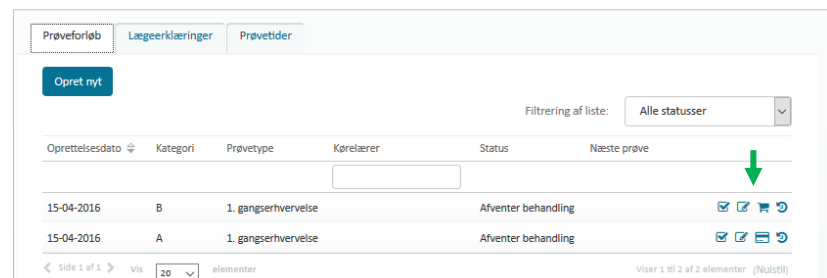 Prøveforløb Lægeerklæringer Prøvetider
Opret nyt
Filtrering af liste: Alle statusser
Oprettelsesdato Kategori Prøvetype Kørelærer Status Næste prøve
15-04-2016 B 1. gangserhvervelse Afventer behandling
15-04-2016 A 1. gangserhvervelse Afventer behandling
Side 1 af 1 Vis 20 elementer Viser 1 til 2 af 2 elementer (Nulstil)